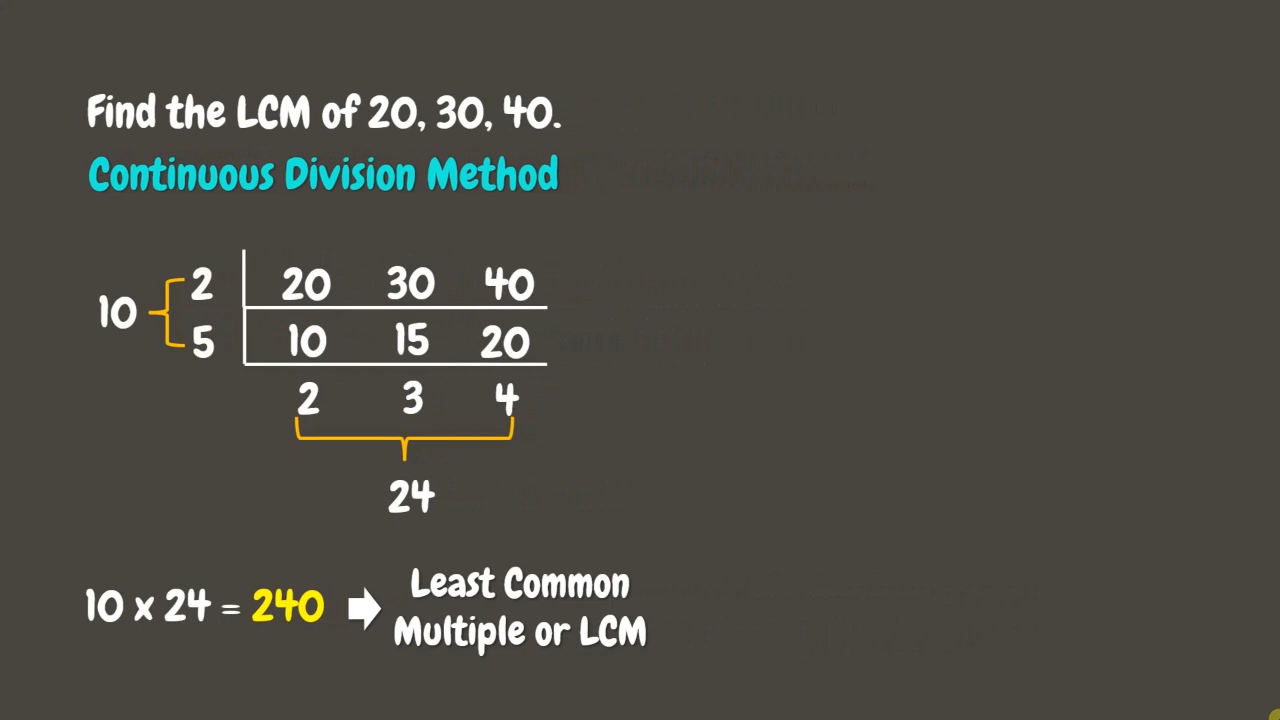 Find the LCM of 20, 30, 40.
Continuous Division Method
10 2 20 30 40
5 10 15 20
2 3 4
24
10 x 24 = 240
Least Common
Multiple or LCM